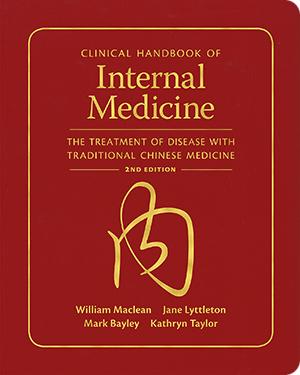 CLINICAL HANDBOOK OF
Internal
Medicine
THE TREATMENT OF DISEASE WITH
TRADITIONAL CHINESE MEDICINE
2ND EDITION
内
William Maclean Jane Lyttleton
Mark Bayley Kathryn Taylor